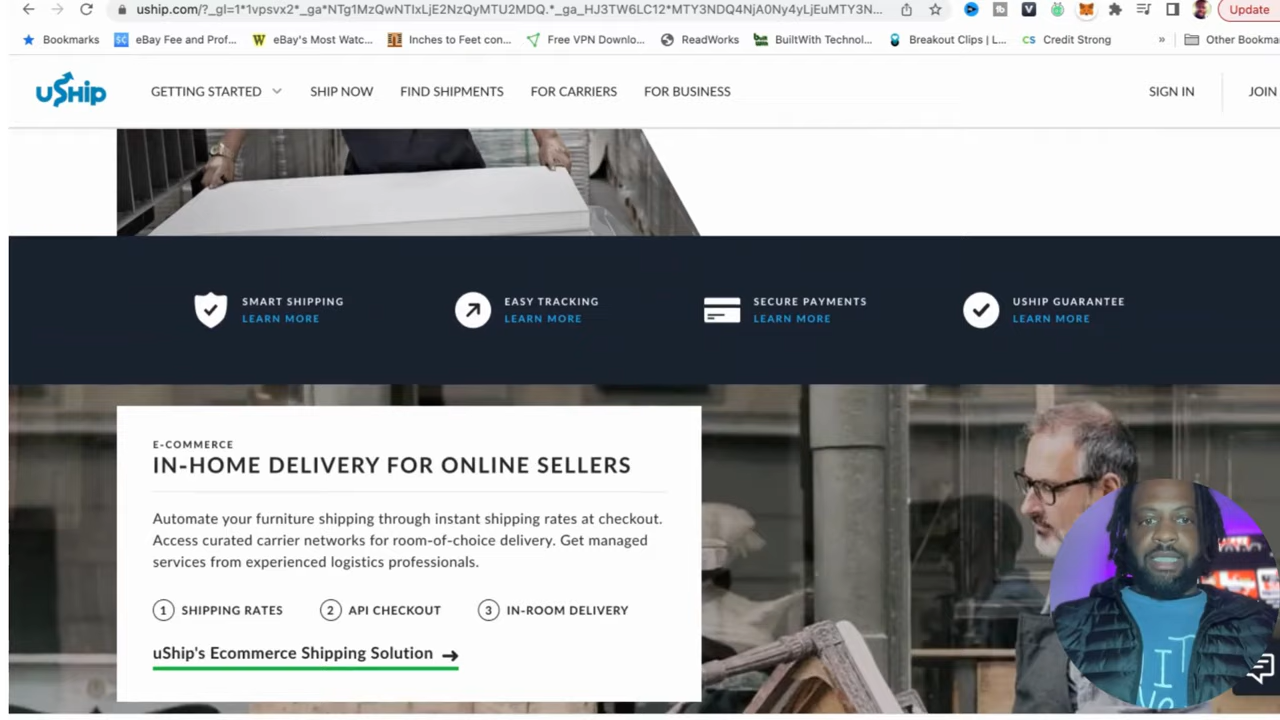 uship.com/?_gl=1*1vpsvx2*_ga*NTg1MzQwNTIxLjE2NzQyMTU2MDQ.*_ga_HJ3TW6LC12*MTY3NDQ4NjA0Ny4yLjEuMTY3N...
Update
Bookmarks
eBay Fee and Prof...
eBay's Most Watc...
Inches to Feet con...
Free VPN Downlo...
ReadWorks
BuiltWith Technol...
Breakout Clips | L...
CS Credit Strong
»
Other Bookma
uShip
GETTING STARTED
SHIP NOW
FIND SHIPMENTS
FOR CARRIERS
FOR BUSINESS
SIGN IN
JOIN
SMART SHIPPING
LEARN MORE
EASY TRACKING
LEARN MORE
SECURE PAYMENTS
LEARN MORE
USHIP GUARANTEE
LEARN MORE
E-COMMERCE
IN-HOME DELIVERY FOR ONLINE SELLERS
Automate your furniture shipping through instant shipping rates at checkout.
Access curated carrier networks for room-of-choice delivery. Get managed
services from experienced logistics professionals.
1 SHIPPING RATES
2 API CHECKOUT
3 IN-ROOM DELIVERY
uShip's Ecommerce Shipping Solution →